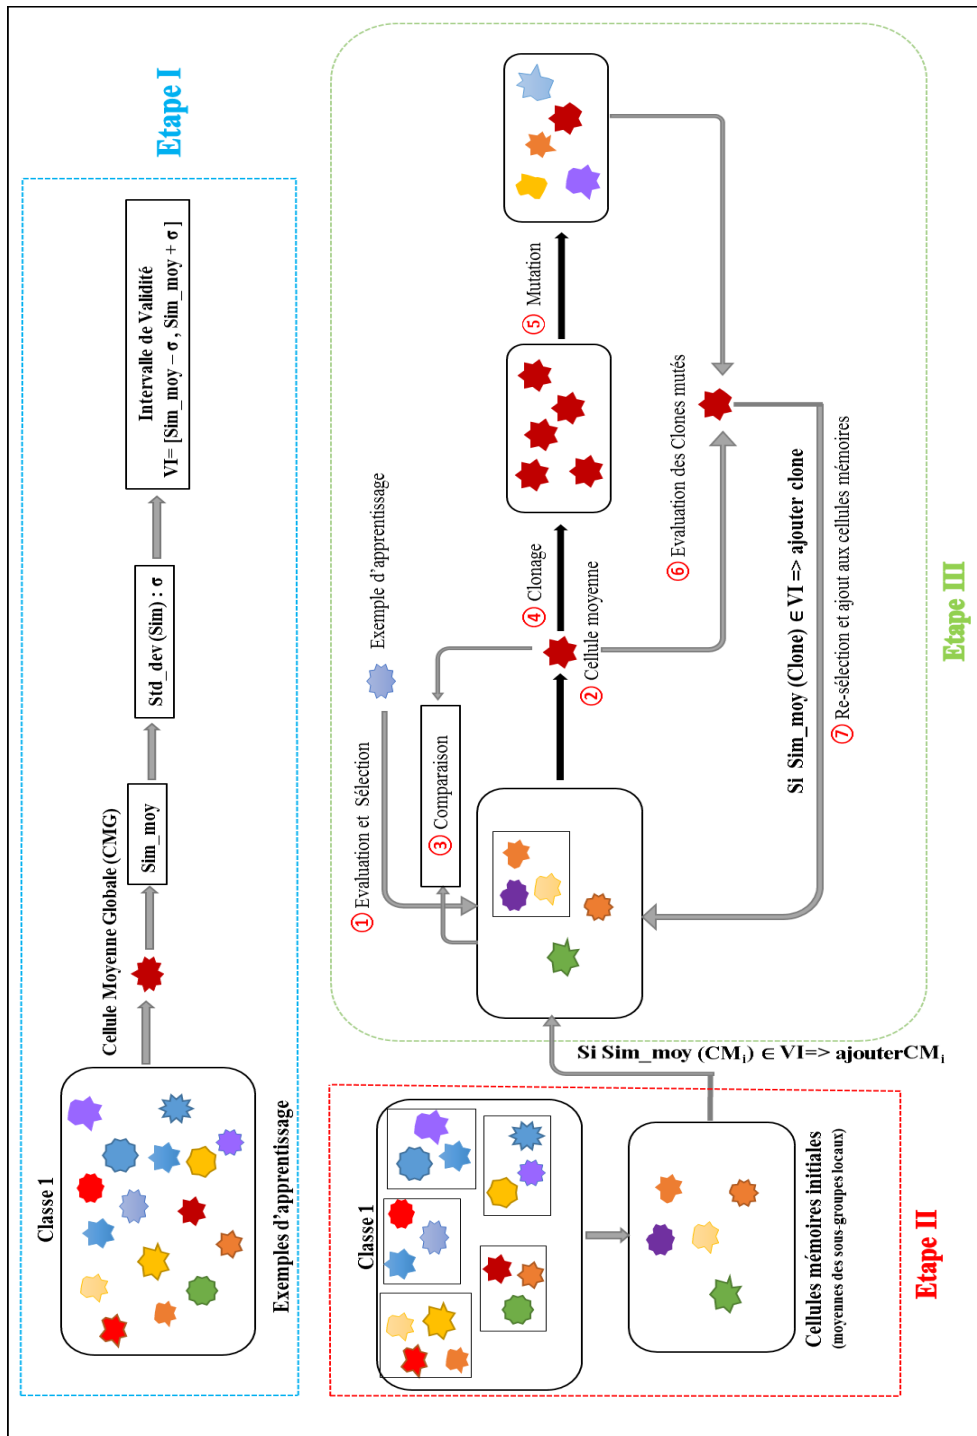 Etape I
Classe 1
Exemples d'apprentissage
Cellule Moyenne Globale (CMG)
Sim_moy
Std_dev (Sim) : σ
Intervalle de Validité
VI= [Sim_moy − σ , Sim_moy + σ ]
Etape II
Classe 1
Cellules mémoires initiales
(moyennes des sous-groupes locaux)
Si Sim_moy (CMi) ∈ VI=> ajouterCMi
Etape III
① Evaluation et Sélection
Exemple d'apprentissage
③ Comparaison
② Cellule moyenne
④ Clonage
⑤ Mutation
⑥ Evaluation des Clones mutés
Si Sim_moy (Clone) ∈ VI => ajouter clone
⑦ Re-sélection et ajout aux cellules mémoires